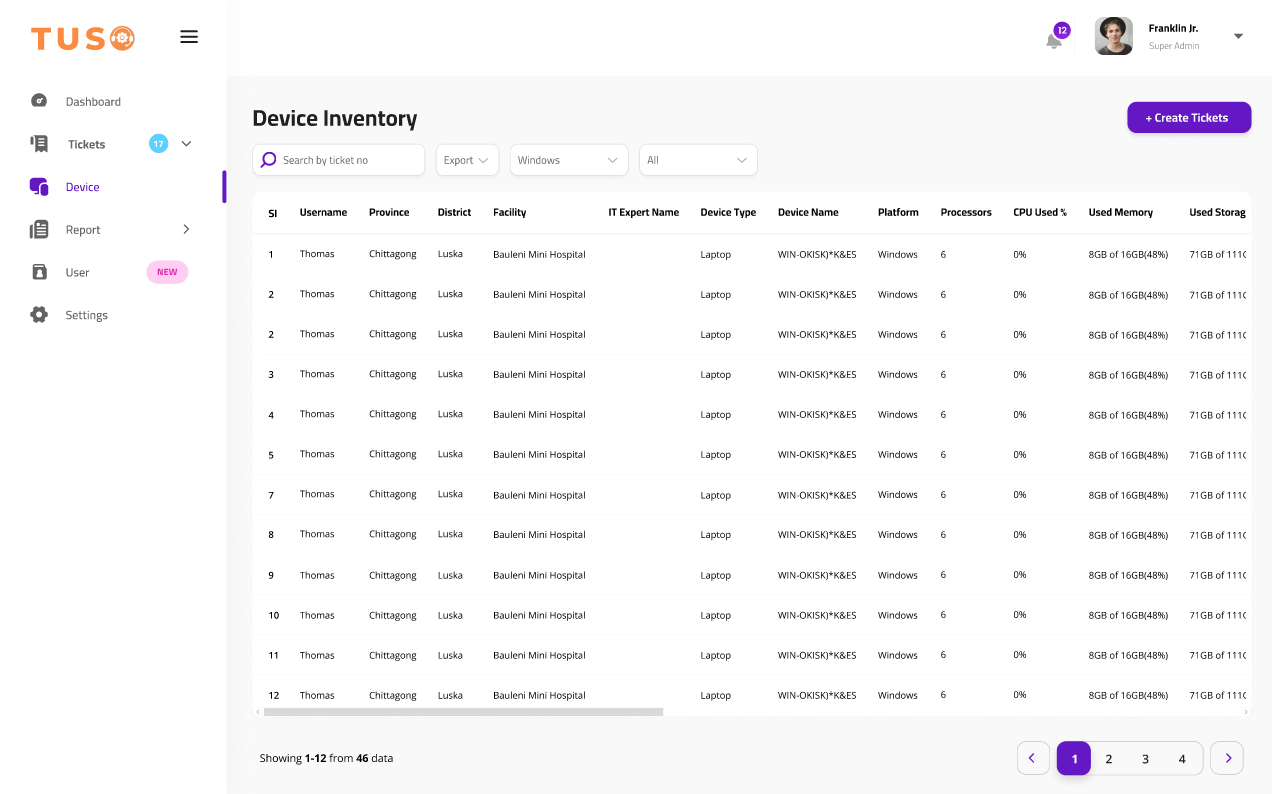 TUSO
12
Franklin Jr.
Super Admin
Dashboard
Tickets 17
Device
Report
User NEW
Settings
Device Inventory
+ Create Tickets
Search by ticket no Export Windows All
Sl Username Province District Facility IT Expert Name Device Type Device Name Platform Processors CPU Used % Used Memory Used Storag
1 Thomas Chittagong Luska Bauleni Mini Hospital Laptop WIN-OKISK)*K&ES Windows 6 0% 8GB of 16GB(48%) 71GB of 111G
2 Thomas Chittagong Luska Bauleni Mini Hospital Laptop WIN-OKISK)*K&ES Windows 6 0% 8GB of 16GB(48%) 71GB of 111G
2 Thomas Chittagong Luska Bauleni Mini Hospital Laptop WIN-OKISK)*K&ES Windows 6 0% 8GB of 16GB(48%) 71GB of 111G
3 Thomas Chittagong Luska Bauleni Mini Hospital Laptop WIN-OKISK)*K&ES Windows 6 0% 8GB of 16GB(48%) 71GB of 111G
4 Thomas Chittagong Luska Bauleni Mini Hospital Laptop WIN-OKISK)*K&ES Windows 6 0% 8GB of 16GB(48%) 71GB of 111G
5 Thomas Chittagong Luska Bauleni Mini Hospital Laptop WIN-OKISK)*K&ES Windows 6 0% 8GB of 16GB(48%) 71GB of 111G
7 Thomas Chittagong Luska Bauleni Mini Hospital Laptop WIN-OKISK)*K&ES Windows 6 0% 8GB of 16GB(48%) 71GB of 111G
8 Thomas Chittagong Luska Bauleni Mini Hospital Laptop WIN-OKISK)*K&ES Windows 6 0% 8GB of 16GB(48%) 71GB of 111G
9 Thomas Chittagong Luska Bauleni Mini Hospital Laptop WIN-OKISK)*K&ES Windows 6 0% 8GB of 16GB(48%) 71GB of 111G
10 Thomas Chittagong Luska Bauleni Mini Hospital Laptop WIN-OKISK)*K&ES Windows 6 0% 8GB of 16GB(48%) 71GB of 111G
11 Thomas Chittagong Luska Bauleni Mini Hospital Laptop WIN-OKISK)*K&ES Windows 6 0% 8GB of 16GB(48%) 71GB of 111G
12 Thomas Chittagong Luska Bauleni Mini Hospital Laptop WIN-OKISK)*K&ES Windows 6 0% 8GB of 16GB(48%) 71GB of 111G
Showing 1-12 from 46 data
1 2 3 4